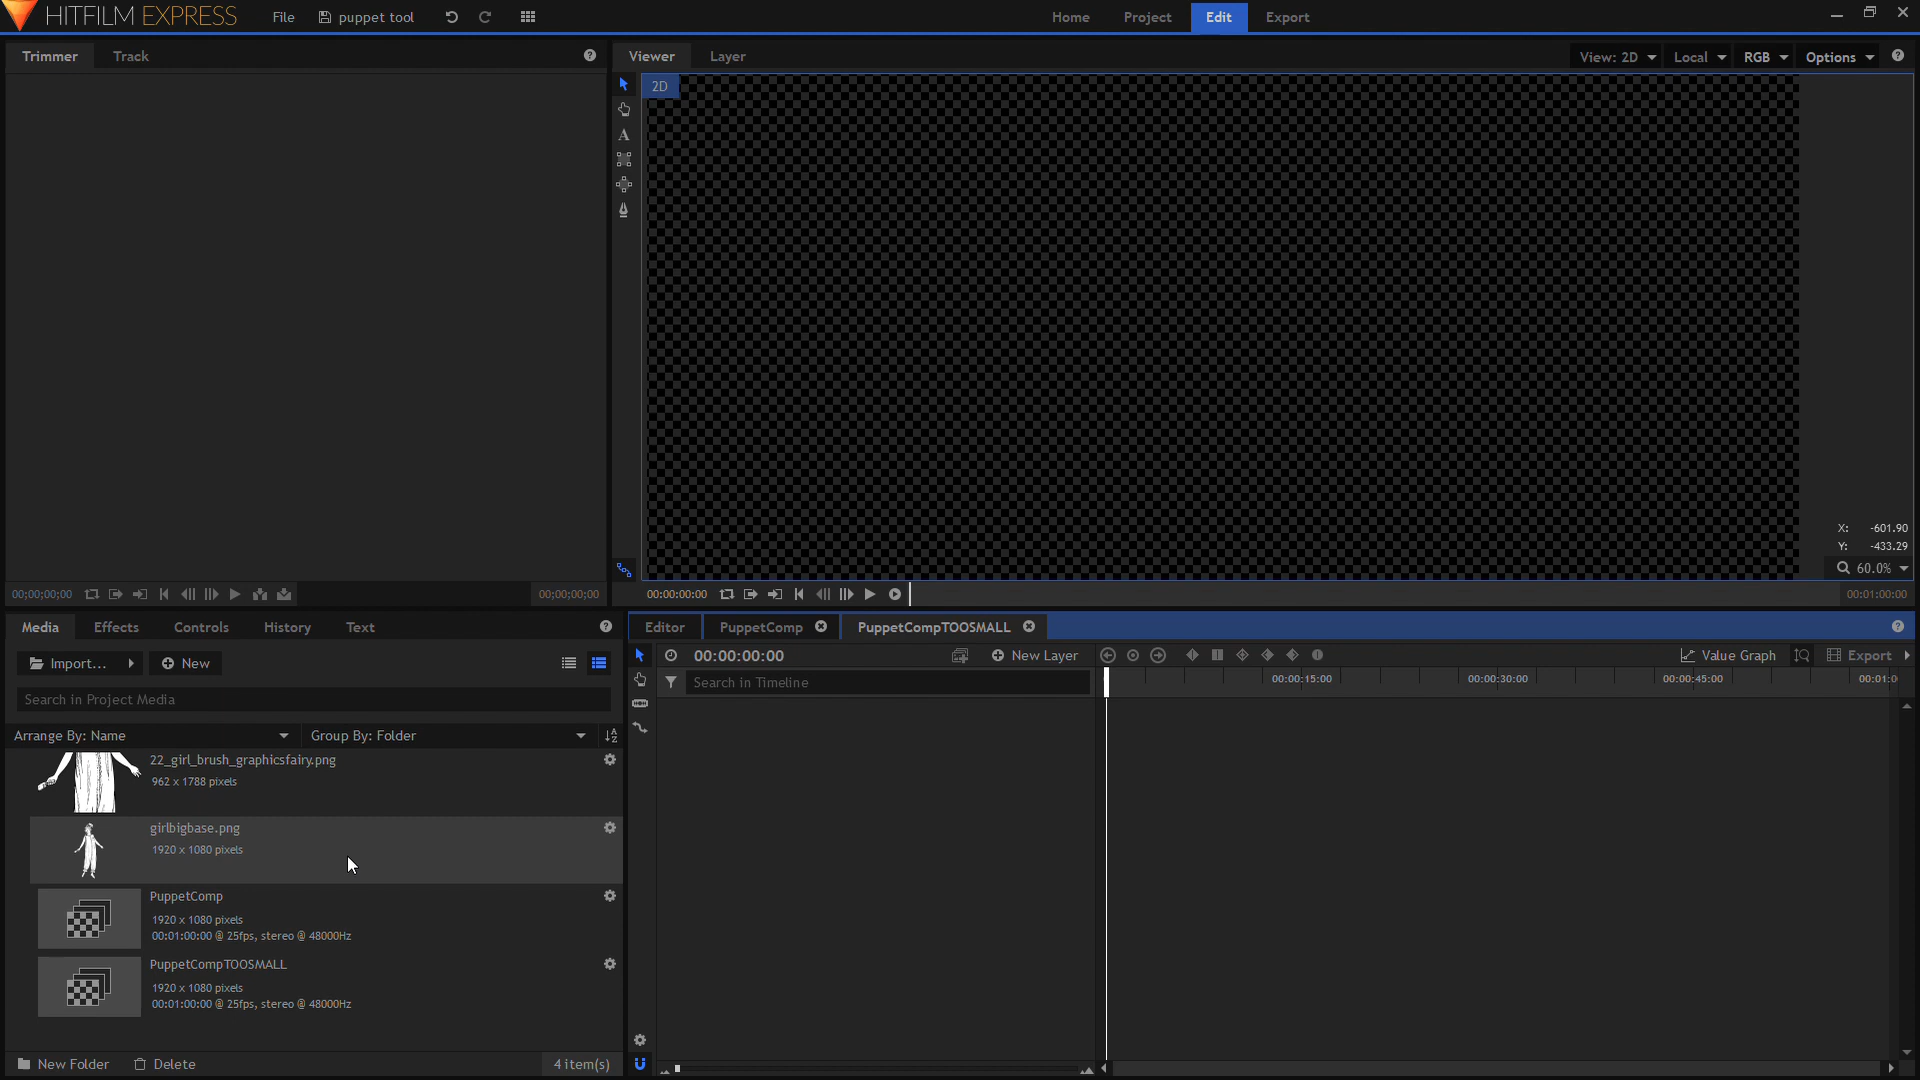 HITFILM EXPRESS
File
puppet tool
Home
Project
Edit
Export
Trimmer
Track
Viewer
Layer
View: 2D
Local
RGB
Options
2D
X: -601.90
Y: -433.29
60.0%
00;00;00;00
00;00;00;00
00:00:00:00
00:01:00:00
Media
Effects
Controls
History
Text
Editor
PuppetComp
PuppetCompTOOSMALL
Import...
New
00:00:00:00
New Layer
Value Graph
Export
Search in Project Media
Search in Timeline
00:00:15:00
00:00:30:00
00:00:45:00
00:01:0
Arrange By: Name
Group By: Folder
22_girl_brush_graphicsfairy.png
962 x 1788 pixels
girlbigbase.png
1920 x 1080 pixels
PuppetComp
1920 x 1080 pixels
00:01:00:00 @ 25fps, stereo @ 48000Hz
PuppetCompTOOSMALL
1920 x 1080 pixels
00:01:00:00 @ 25fps, stereo @ 48000Hz
New Folder
Delete
4 item(s)